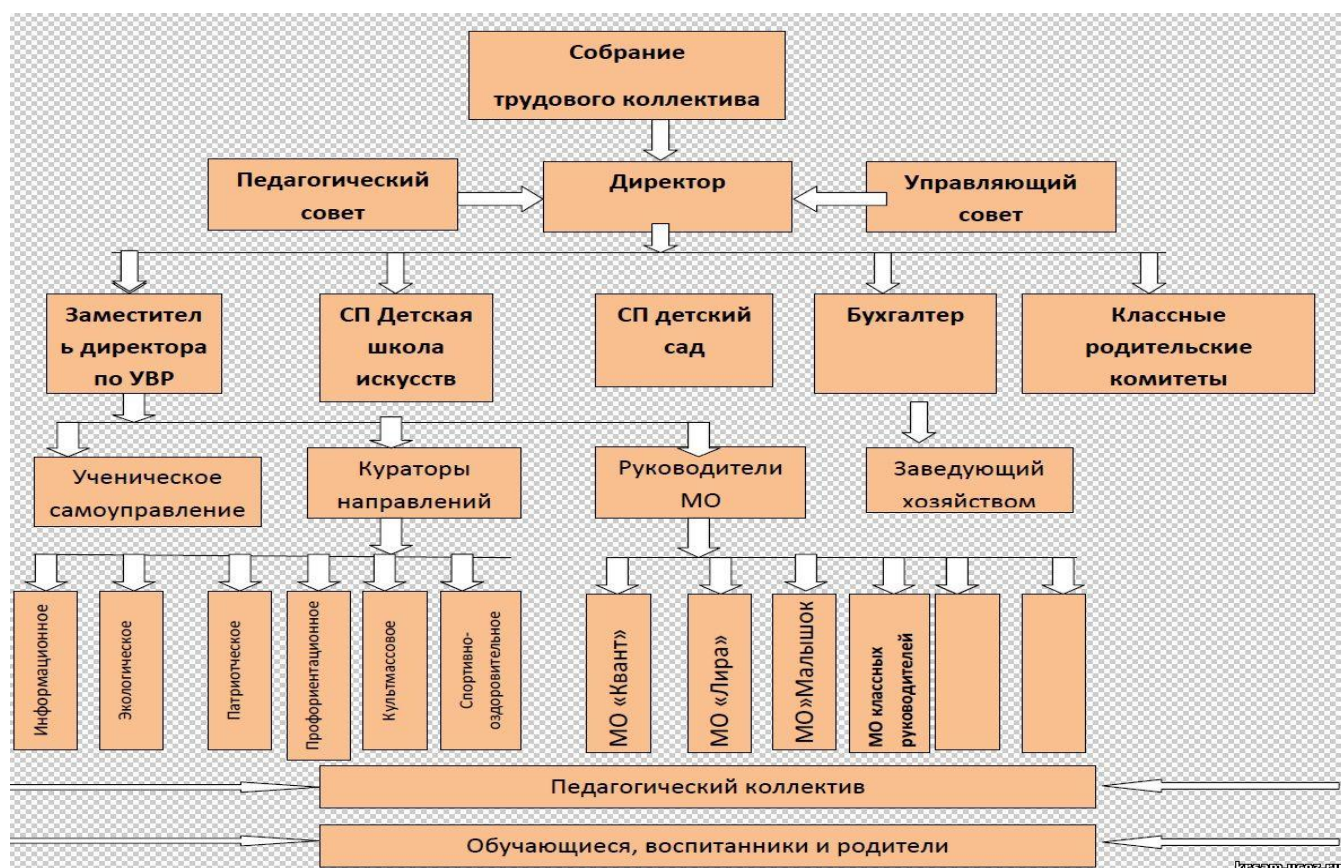 Собрание
трудового коллектива
Педагогический
совет
Директор
Управляющий
совет
Заместител
ь директора
по УВР
СП Детская
школа
искусств
СП детский
сад
Бухгалтер
Классные
родительские
комитеты
Ученическое
самоуправление
Кураторы
направлений
Руководители
МО
Заведующий
хозяйством
Информационное
Экологическое
Патриотческое
Профориентационное
Культмассовое
Спортивно-
оздоровительное
МО «Квант»
МО «Лира»
МО»Малышок
МО классных
руководителей
Педагогический коллектив
Обучающиеся, воспитанники и родители